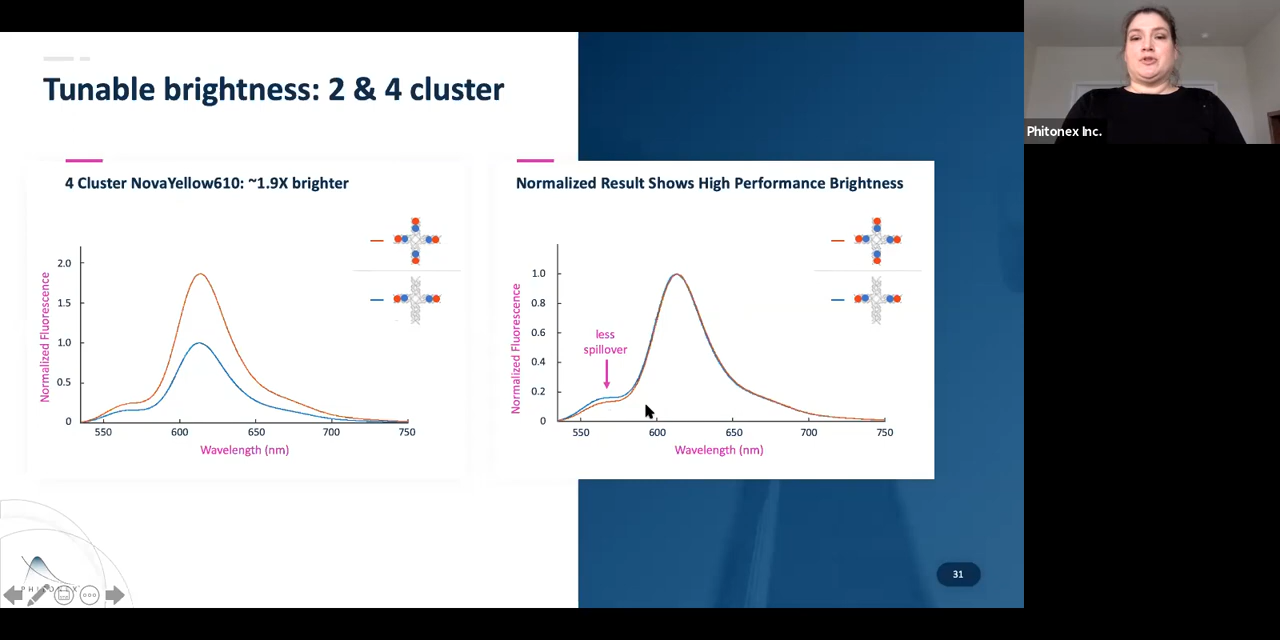 Tunable brightness: 2 & 4 cluster
Phitonex Inc.
4 Cluster NovaYellow610: ~1.9X brighter
2.0
1.5
1.0
0.5
0
550
600
650
700
750
Normalized Fluorescence
Wavelength (nm)
Normalized Result Shows High Performance Brightness
1.0
0.8
0.6
0.4
0.2
0
less
spillover
550
600
650
700
750
Normalized Fluorescence
Wavelength (nm)
31